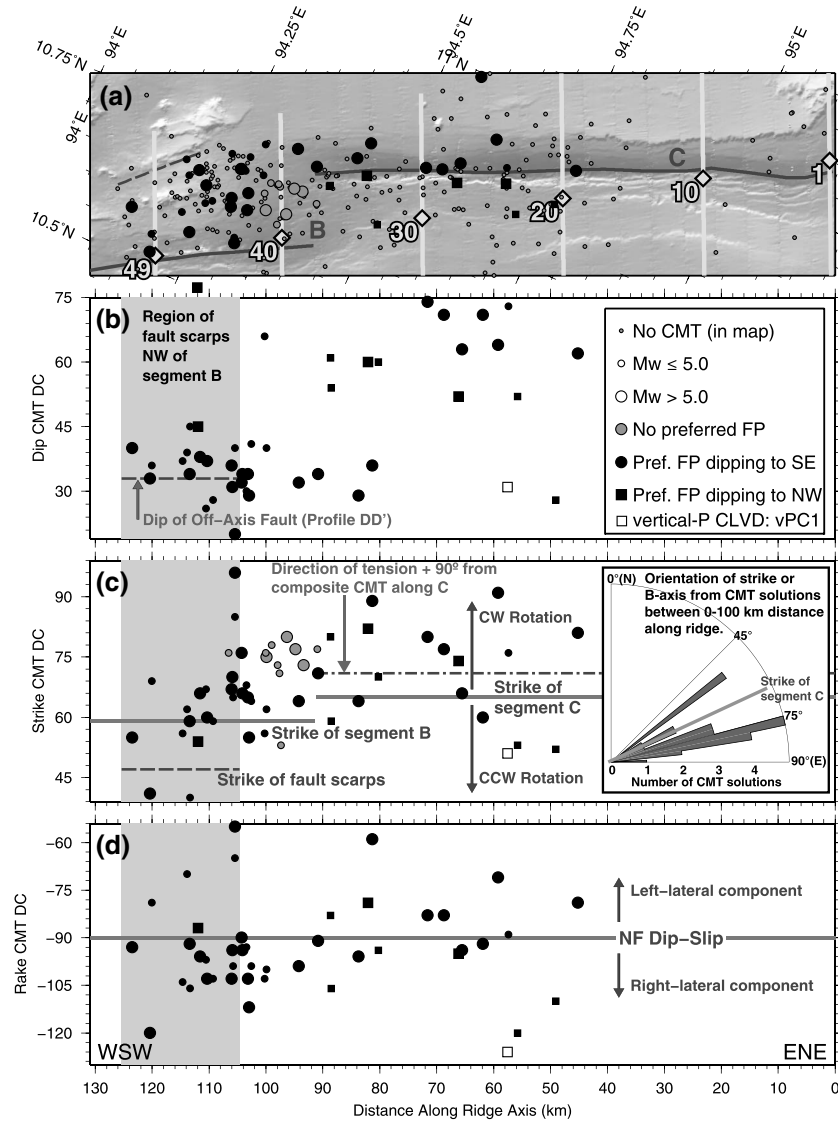 94°E
94.25°E
94.5°E
94.75°E
95°E
10.75°N
94°E
10.5°N
(a)
C
B
49
40
30
20
10
1
(b)
Region of
fault scarps
NW of
segment B
Dip of Off-Axis Fault (Profile DD')
75
60
45
30
Dip CMT DC
No CMT (in map)
Mw ≤ 5.0
Mw > 5.0
No preferred FP
Pref. FP dipping to SE
Pref. FP dipping to NW
vertical-P CLVD: vPC1
(c)
Direction of tension + 90º from
composite CMT along C
CW Rotation
Strike of
segment C
Strike of segment B
Strike of fault scarps
CCW Rotation
90
75
60
45
Strike CMT DC
0°(N)
Orientation of strike or
B-axis from CMT solutions
between 0-100 km distance
along ridge.
45°
Strike of
segment C
75°
90°(E)
0 1 2 3 4
Number of CMT solutions
(d)
Left-lateral component
NF Dip-Slip
Right-lateral component
-60
-75
-90
-105
-120
Rake CMT DC
WSW
ENE
130 120 110 100 90 80 70 60 50 40 30 20 10 0
Distance Along Ridge Axis (km)